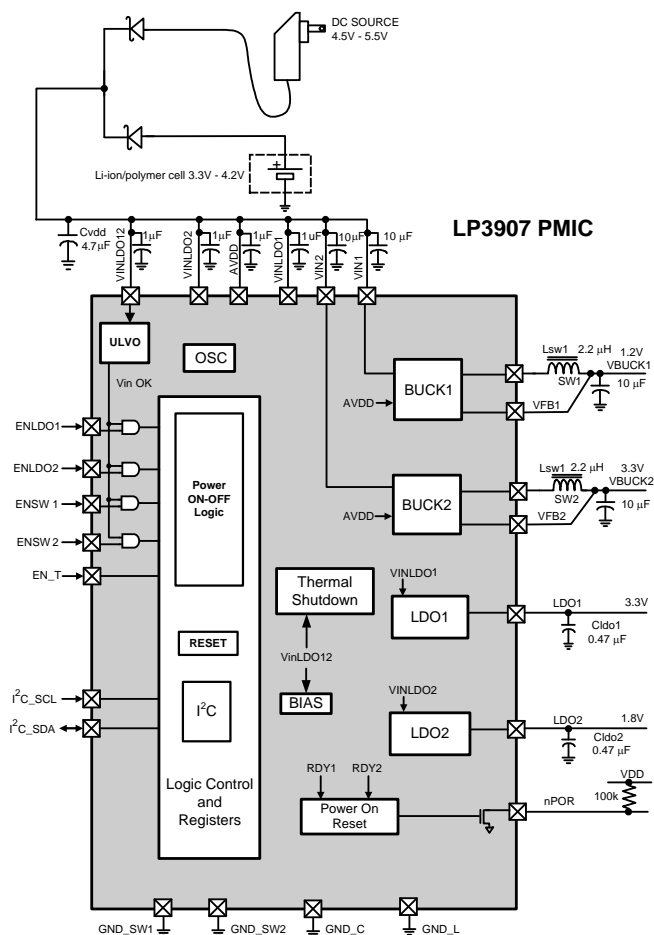 DC SOURCE
4.5V - 5.5V
Li-ion/polymer cell 3.3V - 4.2V
+
LP3907 PMIC
Cvdd
4.7µF
VINLDO12
1µF
VINLDO2
1µF
AVDD
1µF
VINLDO1
1uF
VIN2
10µF
VIN1
10 µF
ULVO
OSC
Vin OK
Lsw1 2.2 µH
1.2V
VBUCK1
SW1
10 µF
BUCK1
AVDD
VFB1
ENLDO1
ENLDO2
ENSW 1
ENSW 2
EN_T
Power
ON-OFF
Logic
Lsw1 2.2 µH
3.3V
VBUCK2
SW2
10 µF
BUCK2
AVDD
VFB2
Thermal
Shutdown
VINLDO1
LDO1
LDO1
3.3V
Cldo1
0.47 µF
RESET
VinLDO12
BIAS
I²C_SCL
I²C_SDA
I²C
VINLDO2
LDO2
LDO2
1.8V
Cldo2
0.47 µF
Logic Control
and
Registers
RDY1
RDY2
Power On
Reset
VDD
100k
nPOR
GND_SW1
GND_SW2
GND_C
GND_L